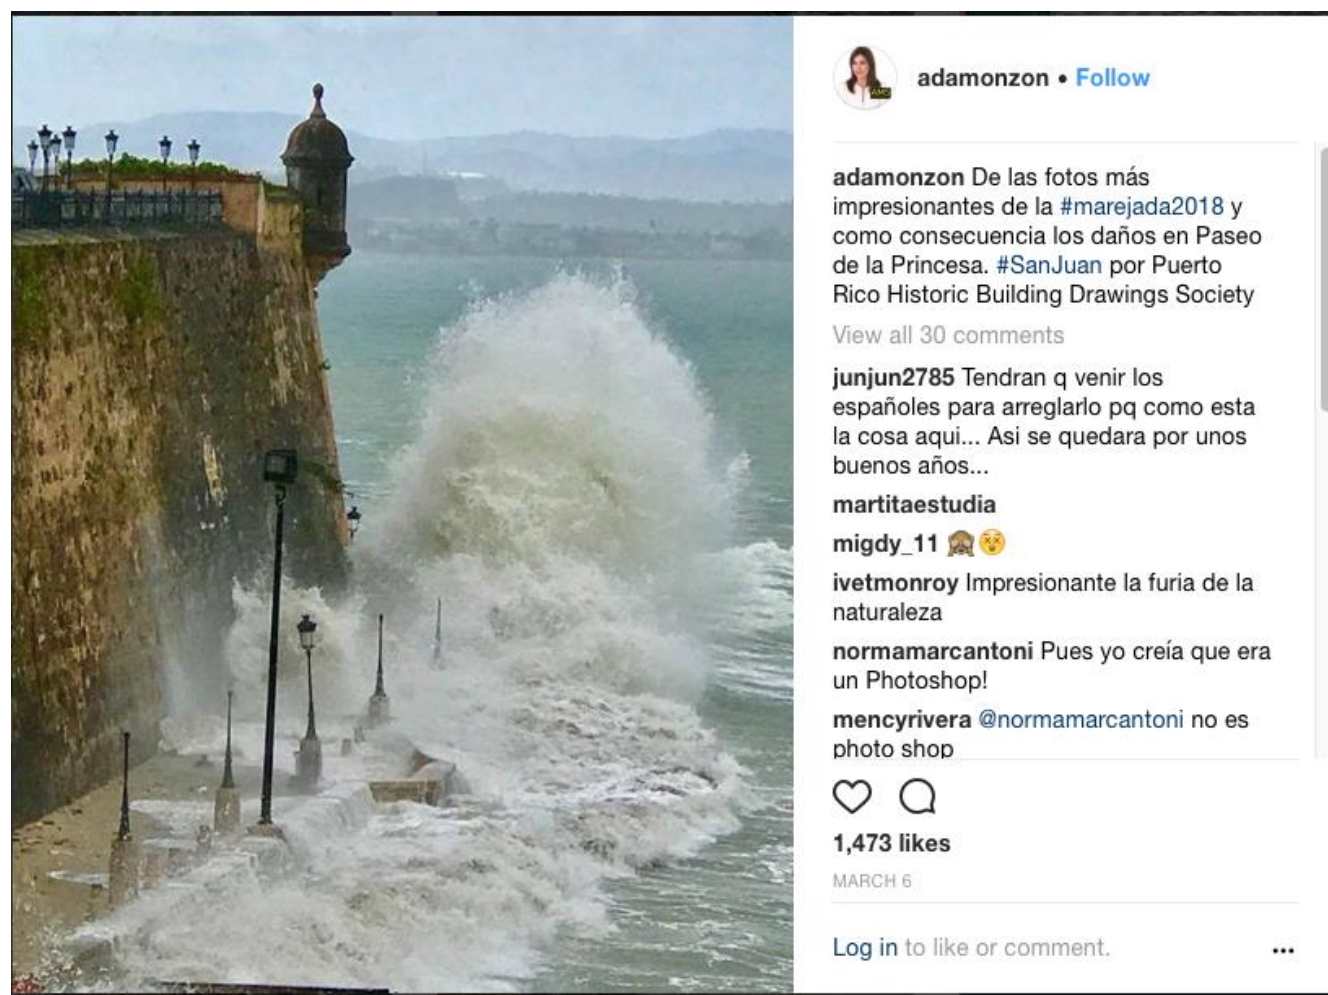 adamonzon • Follow
adamonzon De las fotos más
impresionantes de la #marejada2018 y
como consecuencia los daños en Paseo
de la Princesa. #SanJuan por Puerto
Rico Historic Building Drawings Society
View all 30 comments
junjun2785 Tendran q venir los
españoles para arreglarlo pq como esta
la cosa aqui... Asi se quedara por unos
buenos años...
martitaestudia
migdy_11 🙈😵
ivetmonroy Impresionante la furia de la
naturaleza
normamarcantoni Pues yo creía que era
un Photoshop!
mencyrivera @normamarcantoni no es
photo shop
1,473 likes
MARCH 6
Log in to like or comment.